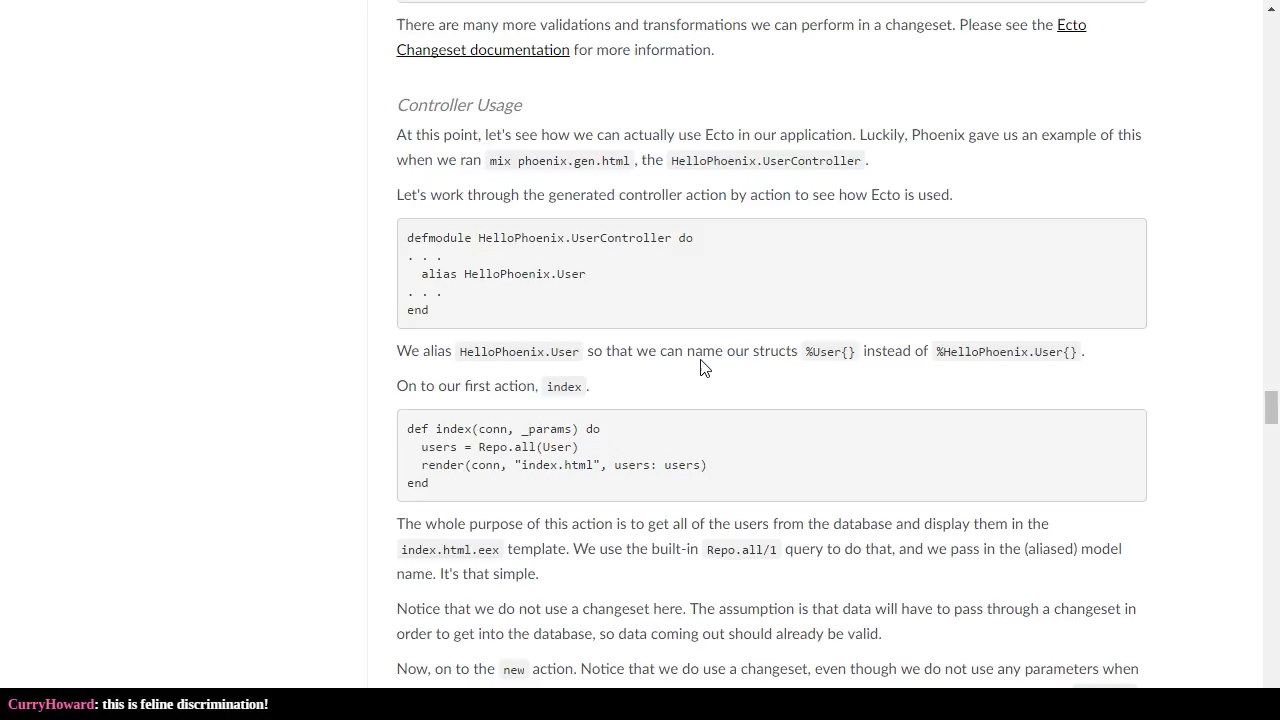 There are many more validations and transformations we can perform in a changeset. Please see the Ecto
Changeset documentation for more information.
Controller Usage
At this point, let's see how we can actually use Ecto in our application. Luckily, Phoenix gave us an example of this
when we ran mix phoenix.gen.html, the HelloPhoenix.UserController.
Let's work through the generated controller action by action to see how Ecto is used.
defmodule HelloPhoenix.UserController do
. . .
  alias HelloPhoenix.User
. . .
end
We alias HelloPhoenix.User so that we can name our structs %User{} instead of %HelloPhoenix.User{}.
On to our first action, index.
def index(conn, _params) do
  users = Repo.all(User)
  render(conn, "index.html", users: users)
end
The whole purpose of this action is to get all of the users from the database and display them in the
index.html.eex template. We use the built-in Repo.all/1 query to do that, and we pass in the (aliased) model
name. It's that simple.
Notice that we do not use a changeset here. The assumption is that data will have to pass through a changeset in
order to get into the database, so data coming out should already be valid.
Now, on to the new action. Notice that we do use a changeset, even though we do not use any parameters when
CurryHoward: this is feline discrimination!